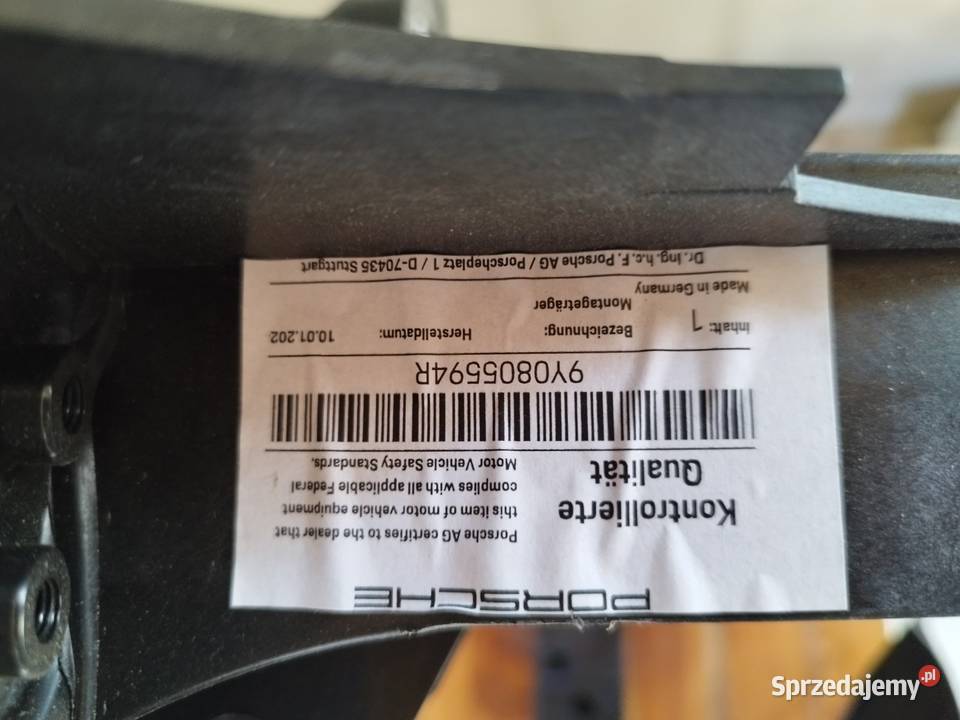 PORSCHE
Kontrollierte
Qualität
Porsche AG certifies to the dealer that
this item of motor vehicle equipment
complies with all applicable Federal
Motor Vehicle Safety Standards.
9Y0805594R
Inhalt: 1 Bezeichnung: Herstelldatum: 10.01.202
Montageträger
Made in Germany
Dr. Ing. h.c. F. Porsche AG / Porscheplatz 1 / D-70435 Stuttgart
Sprzedajemy.pl